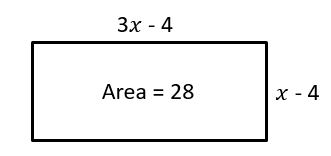 3x - 4
Area = 28
x - 4